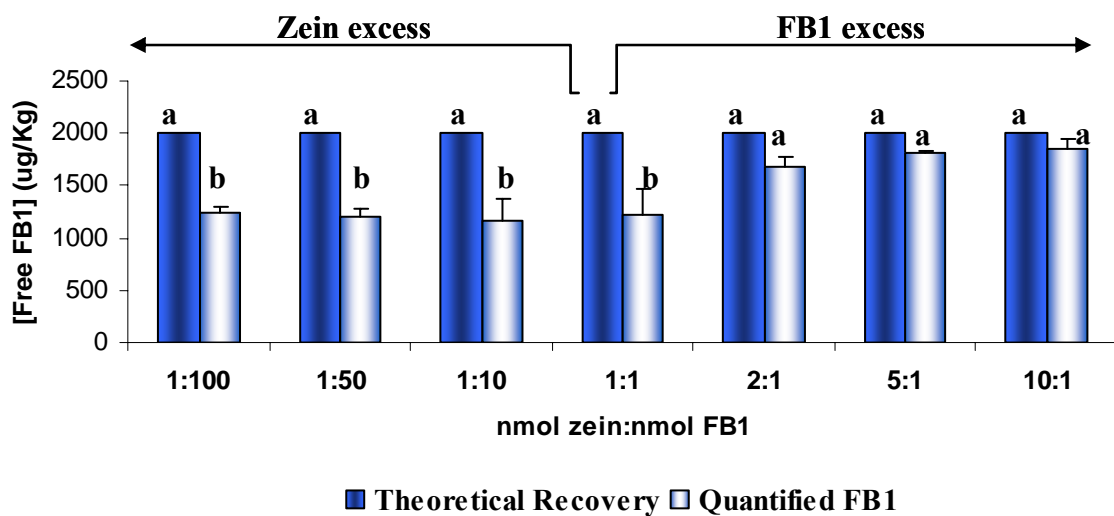 Zein excess FB1 excess
[Free FB1] (ug/Kg)
2500
2000
1500
1000
500
0
a a a a a a a
b b b b a a a
1:100 1:50 1:10 1:1 2:1 5:1 10:1
nmol zein:nmol FB1
Theoretical Recovery Quantified FB1